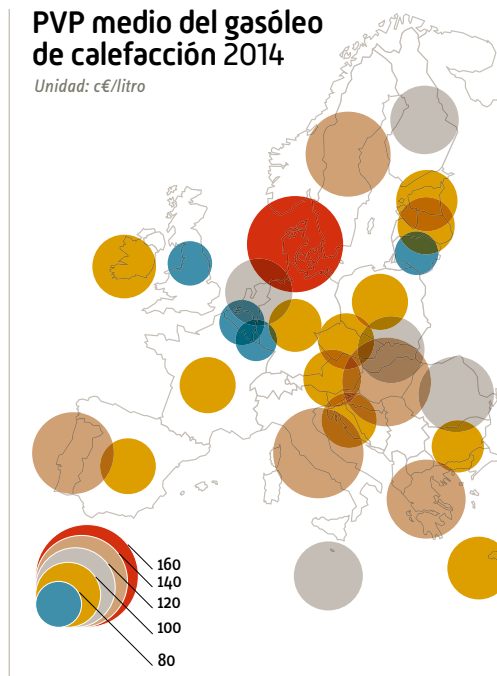 PVP medio del gasóleo
de calefacción 2014
Unidad: c€/litro
160
140
120
100
80